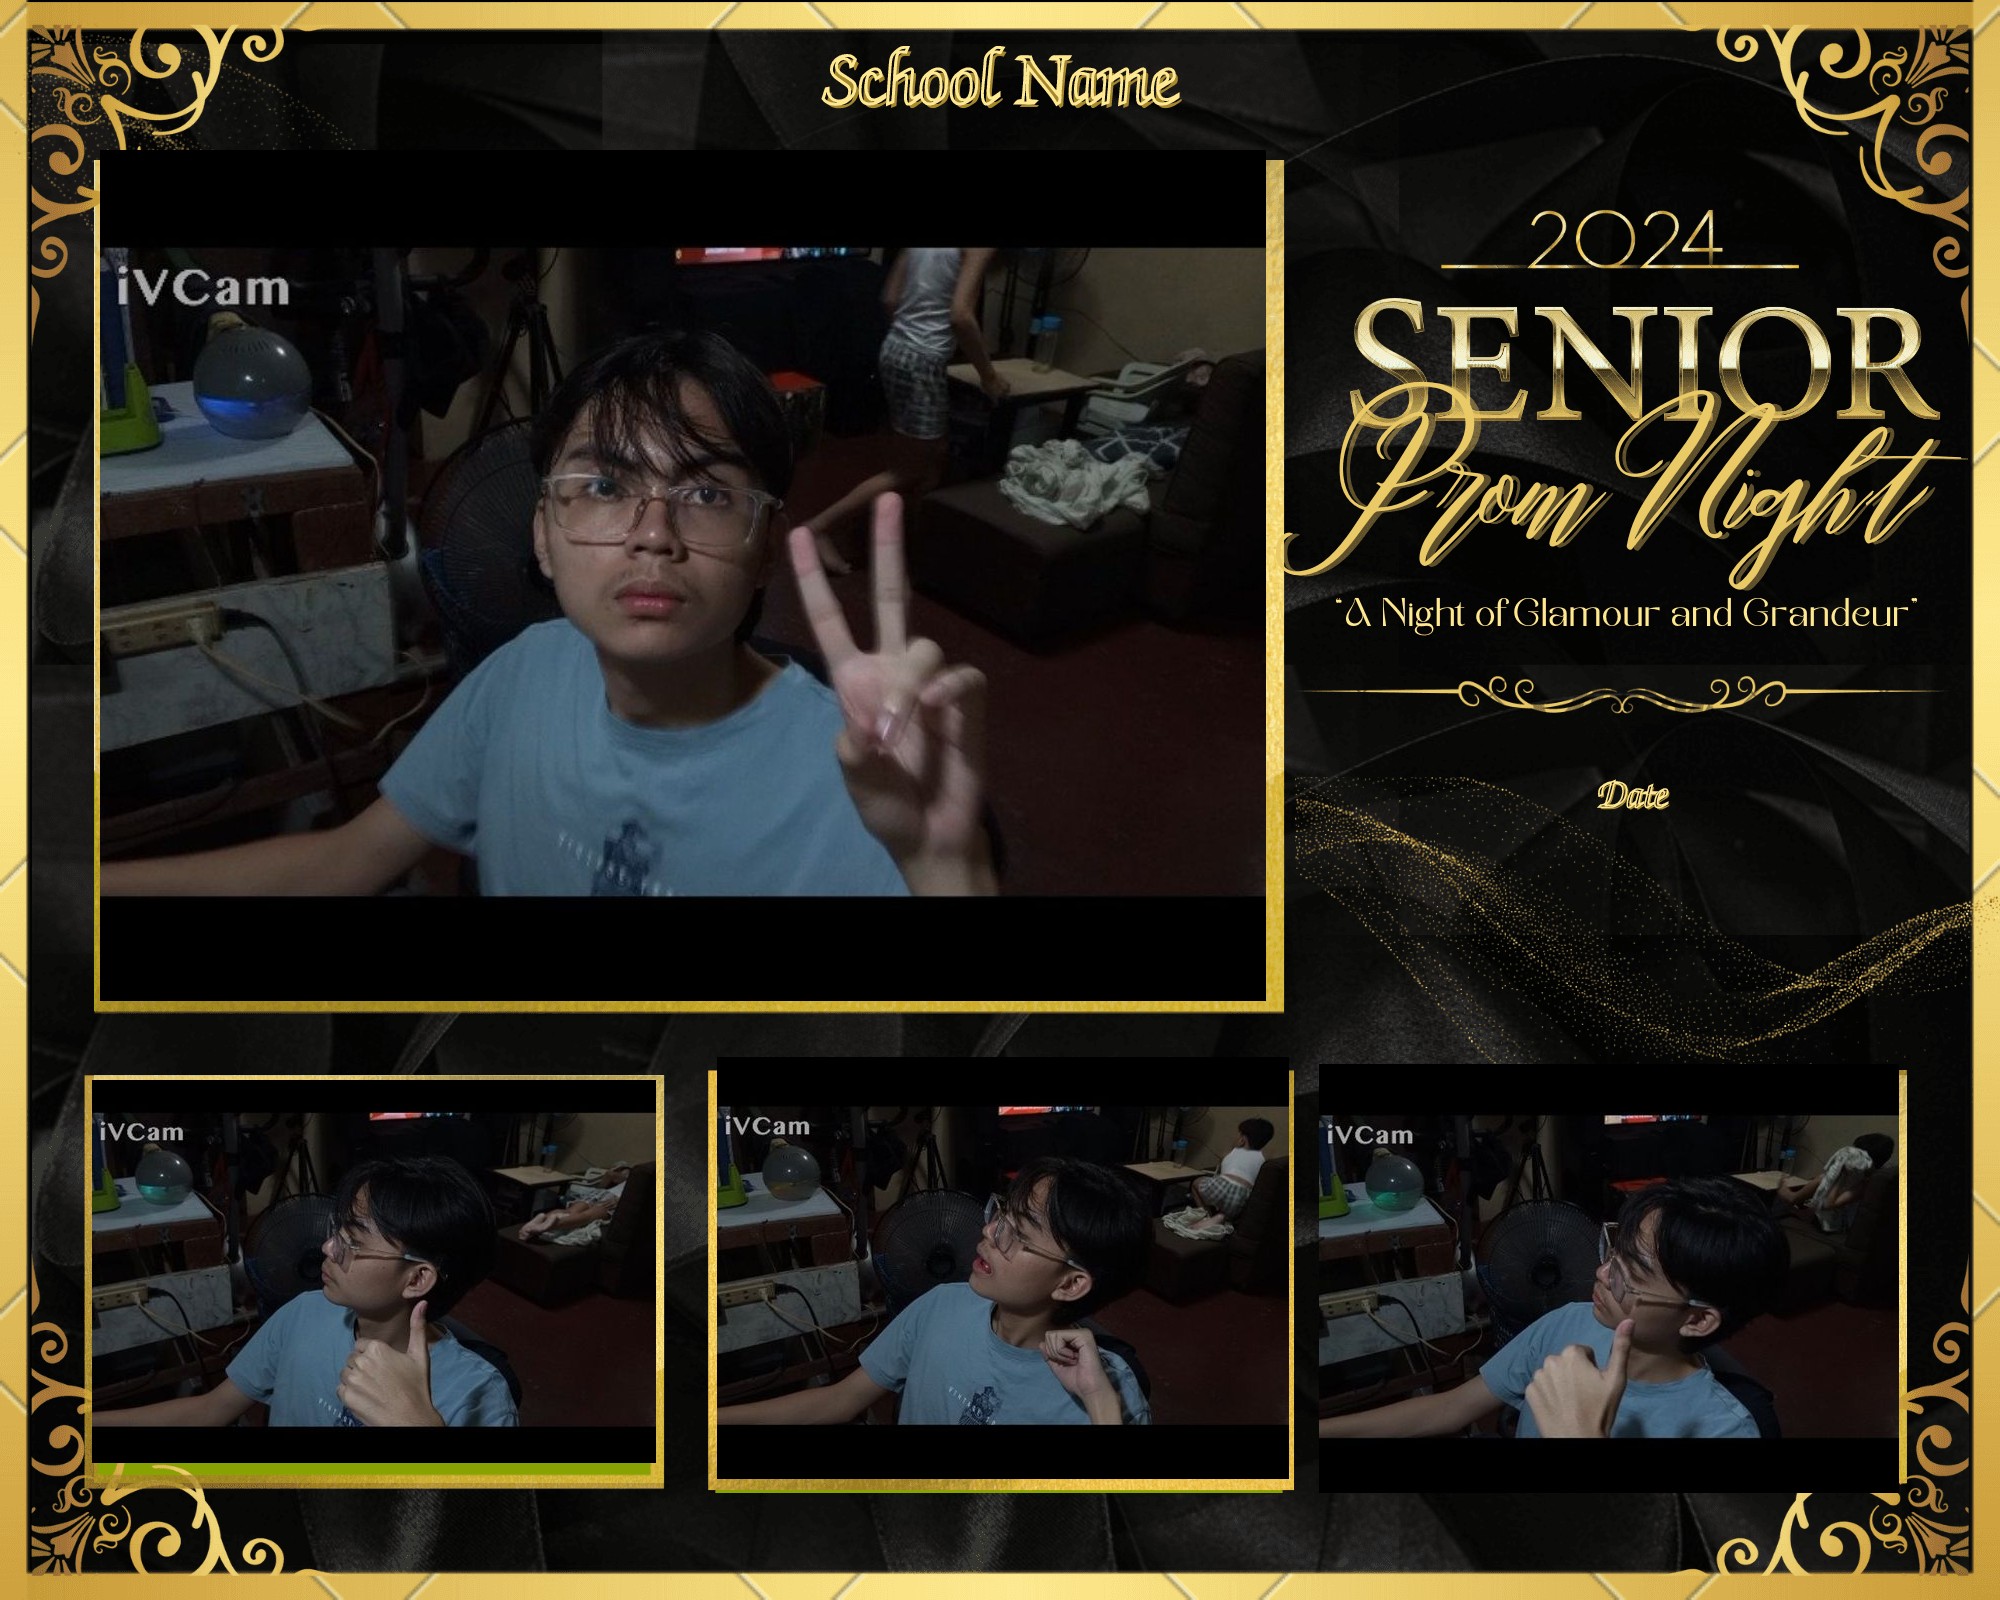 School Name
iVCam
2024
SENIOR
Prom Night
"A Night of Glamour and Grandeur"
Date
iVCam
iVCam
iVCam